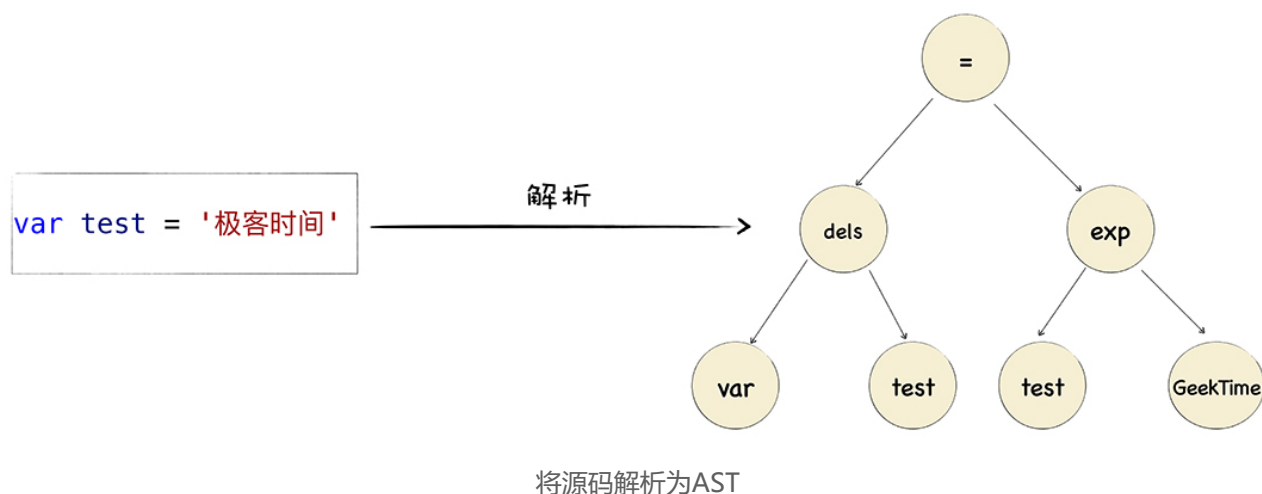 =
var test = '极客时间'
解析
dels
exp
var
test
test
GeekTime
将源码解析为AST